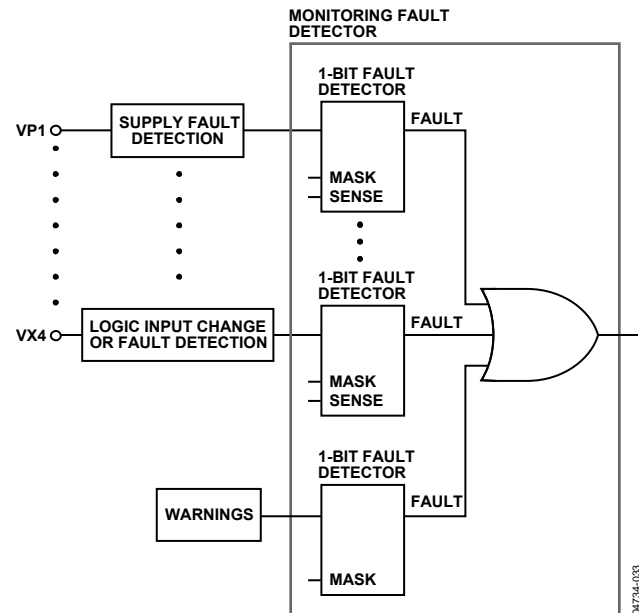 MONITORING FAULT
DETECTOR
1-BIT FAULT
DETECTOR
FAULT
VP1
SUPPLY FAULT
DETECTION
MASK
SENSE
1-BIT FAULT
DETECTOR
VX4
LOGIC INPUT CHANGE
OR FAULT DETECTION
FAULT
MASK
SENSE
1-BIT FAULT
DETECTOR
FAULT
WARNINGS
MASK
04734-033